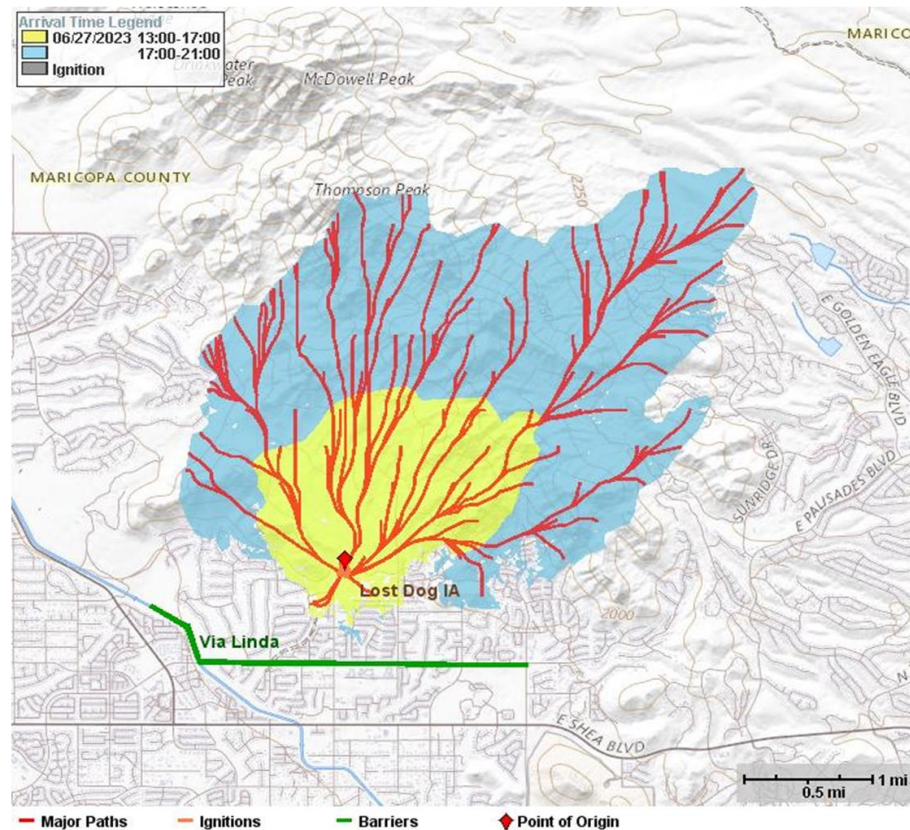 Arrival Time Legend
06/27/2023 13:00-17:00
17:00-21:00
Ignition
Peak
McDowell Peak
MARICO
MARICOPA COUNTY
Thompson Peak
2250
E GOLDEN EAGLE BLVD
SUNRIDGE DR
E PALISADES BLVD
Lost Dog IA
2000
Via Linda
E SHEA BLVD
N
0.5 mi
1 mi
Major Paths
Ignitions
Barriers
Point of Origin